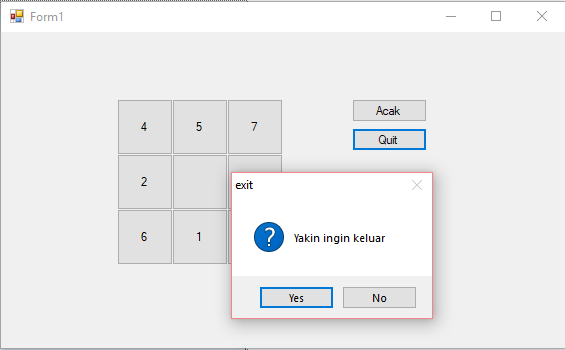 Form1
4 5 7
Acak
Quit
2
6 1
exit
?
Yakin ingin keluar
Yes No